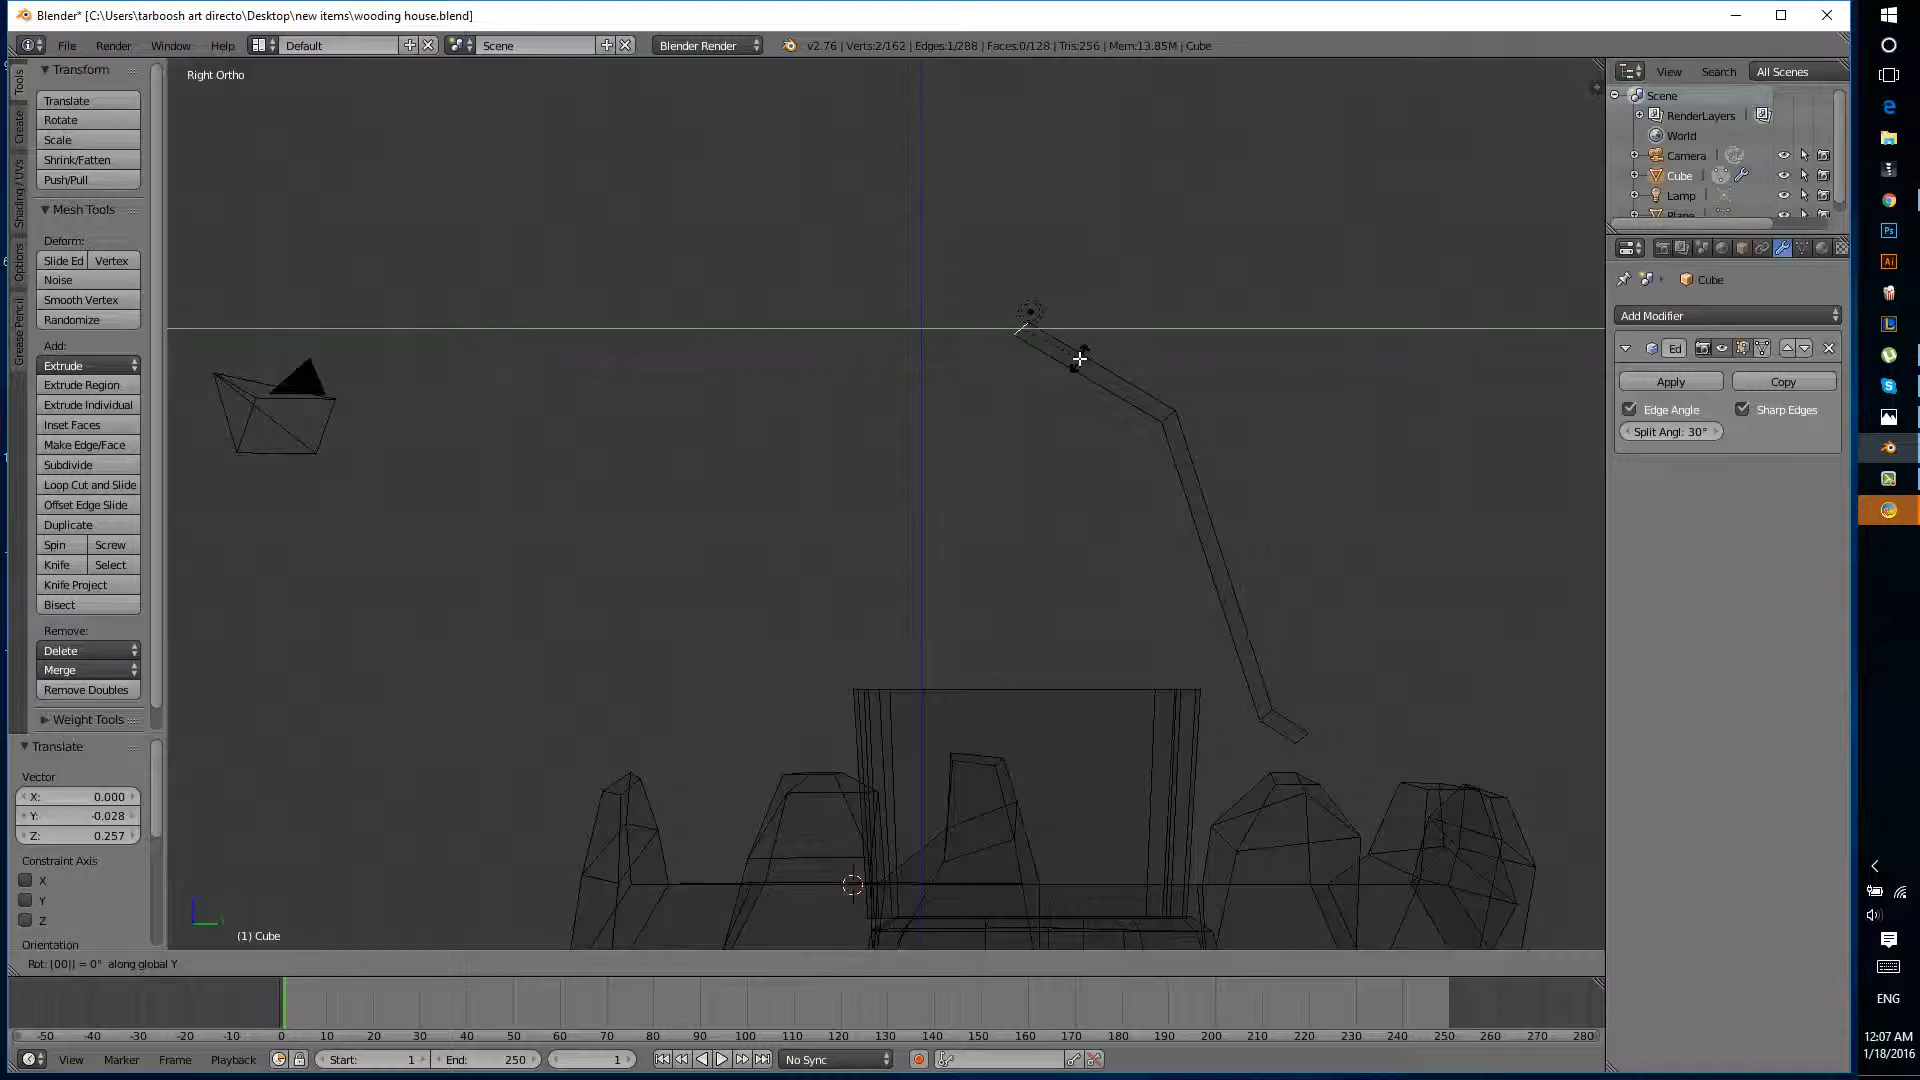 Blender* [C:\Users\tarboosh art directo\Desktop\new items\wooding house.blend]
File Render Window Help Default Scene Blender Render v2.76 | Verts:2/162 | Edges:1/288 | Faces:0/128 | Tris:256 | Mem:13.85M | Cube
Tools
Create
Shading / UVs
Options
Grease Pencil
Transform
Translate
Rotate
Scale
Shrink/Fatten
Push/Pull
Mesh Tools
Deform:
Slide Ed Vertex
Noise
Smooth Vertex
Randomize
Add:
Extrude
Extrude Region
Extrude Individual
Inset Faces
Make Edge/Face
Subdivide
Loop Cut and Slide
Offset Edge Slide
Duplicate
Spin Screw
Knife Select
Knife Project
Bisect
Remove:
Delete
Merge
Remove Doubles
Weight Tools
Translate
Vector
X: 0.000
Y: -0.028
Z: 0.257
Constraint Axis
X
Y
Z
Orientation
Right Ortho
(1) Cube
Rot: [00|] = 0° along global Y
View Search All Scenes
Scene
RenderLayers
World
Camera
Cube
Lamp
Plane
Cube
Add Modifier
Ed
Apply Copy
Edge Angle Sharp Edges
Split Angl: 30°
-50 -40 -30 -20 -10 0 10 20 30 40 50 60 70 80 90 100 110 120 130 140 150 160 170 180 190 200 210 220 230 240 250 260 270 280
View Marker Frame Playback Start: 1 End: 250 1 No Sync
Ps
Ai
ENG
12:07 AM
1/18/2016